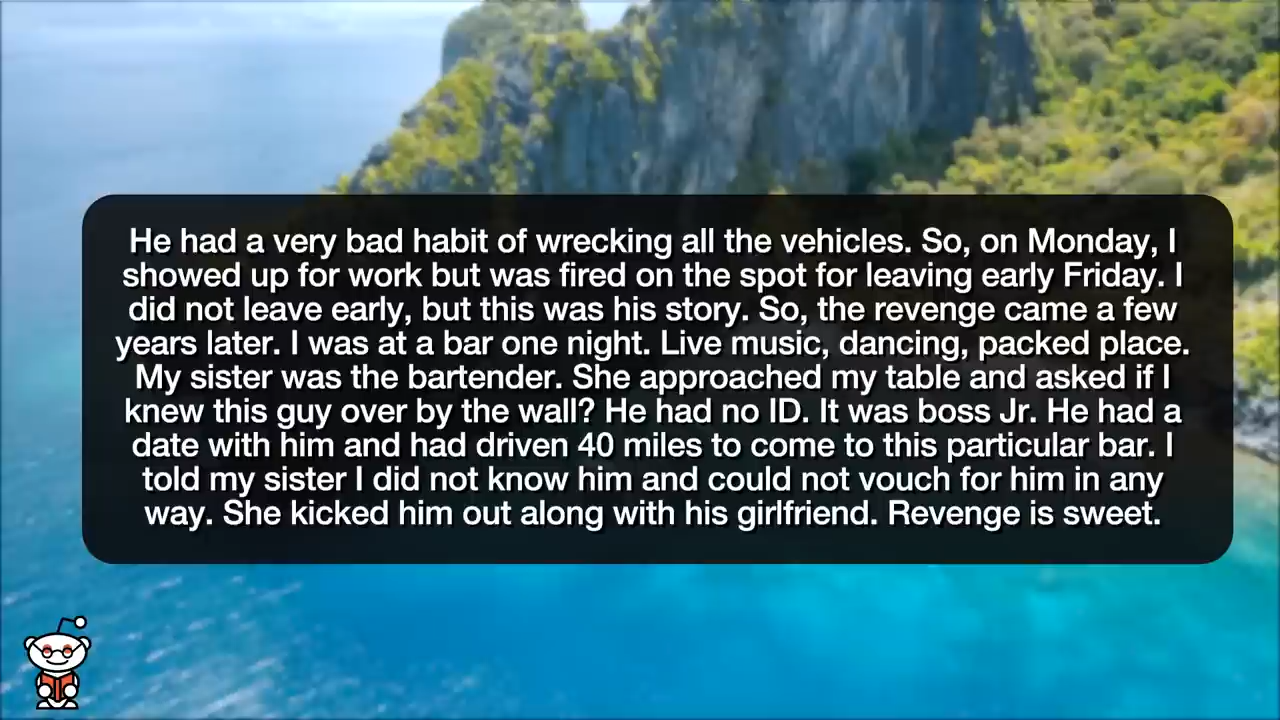 He had a very bad habit of wrecking all the vehicles. So, on Monday, I
showed up for work but was fired on the spot for leaving early Friday. I
did not leave early, but this was his story. So, the revenge came a few
years later. I was at a bar one night. Live music, dancing, packed place.
My sister was the bartender. She approached my table and asked if I
knew this guy over by the wall? He had no ID. It was boss Jr. He had a
date with him and had driven 40 miles to come to this particular bar. I
told my sister I did not know him and could not vouch for him in any
way. She kicked him out along with his girlfriend. Revenge is sweet.